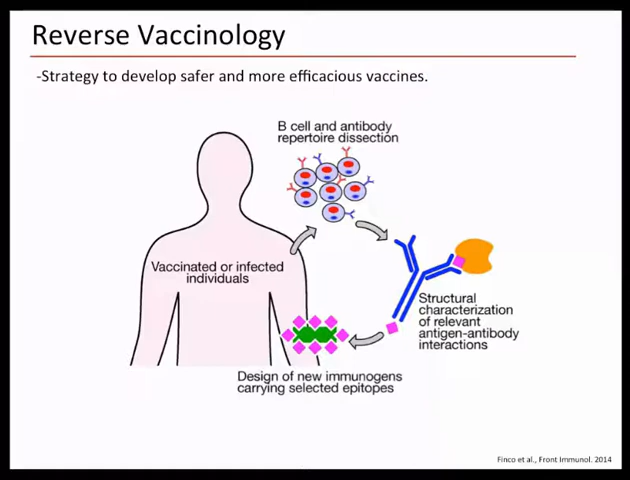 Reverse Vaccinology
-Strategy to develop safer and more efficacious vaccines.
B cell and antibody
repertoire dissection
Vaccinated or infected
individuals
Structural
characterization
of relevant
antigen-antibody
interactions
Design of new immunogens
carrying selected epitopes
Finco et al., Front Immunol. 2014